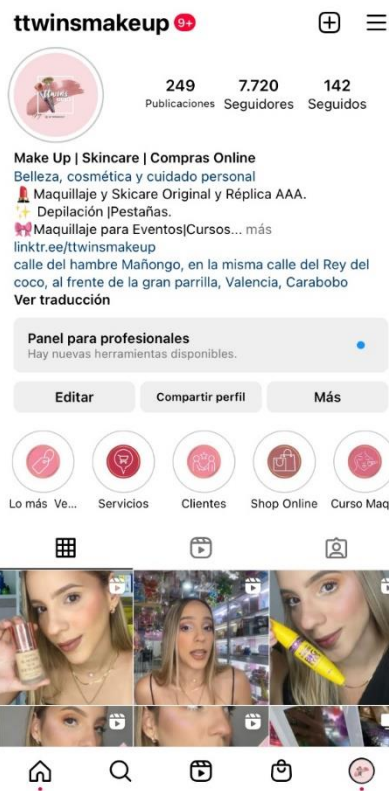 ttwinsmakeup 9+
249 7.720 142
Publicaciones Seguidores Seguidos
Make Up | Skincare | Compras Online
Belleza, cosmética y cuidado personal
💄Maquillaje y Skicare Original y Réplica AAA.
✨ Depilación |Pestañas.
🎀Maquillaje para Eventos|Cursos... más
linktr.ee/ttwinsmakeup
calle del hambre Mañongo, en la misma calle del Rey del
coco, al frente de la gran parrilla, Valencia, Carabobo
Ver traducción
Panel para profesionales
Hay nuevas herramientas disponibles.
Editar Compartir perfil Más
Lo más Ve... Servicios Clientes Shop Online Curso Maq